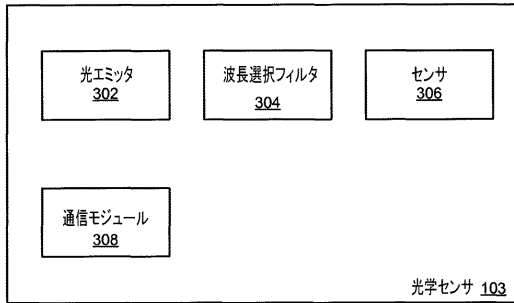 光エミッタ
302
波長選択フィルタ
304
センサ
306
通信モジュール
308
光学センサ 103